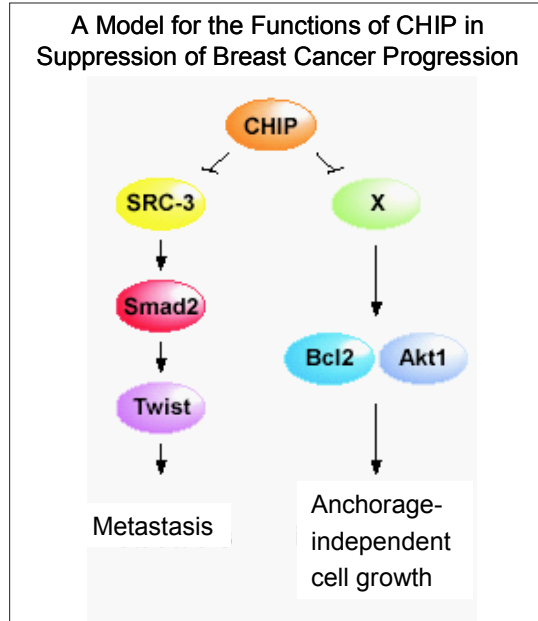 A Model for the Functions of CHIP in
Suppression of Breast Cancer Progression
CHIP
SRC-3
X
Smad2
Bcl2
Akt1
Twist
Metastasis
Anchorage-
independent
cell growth